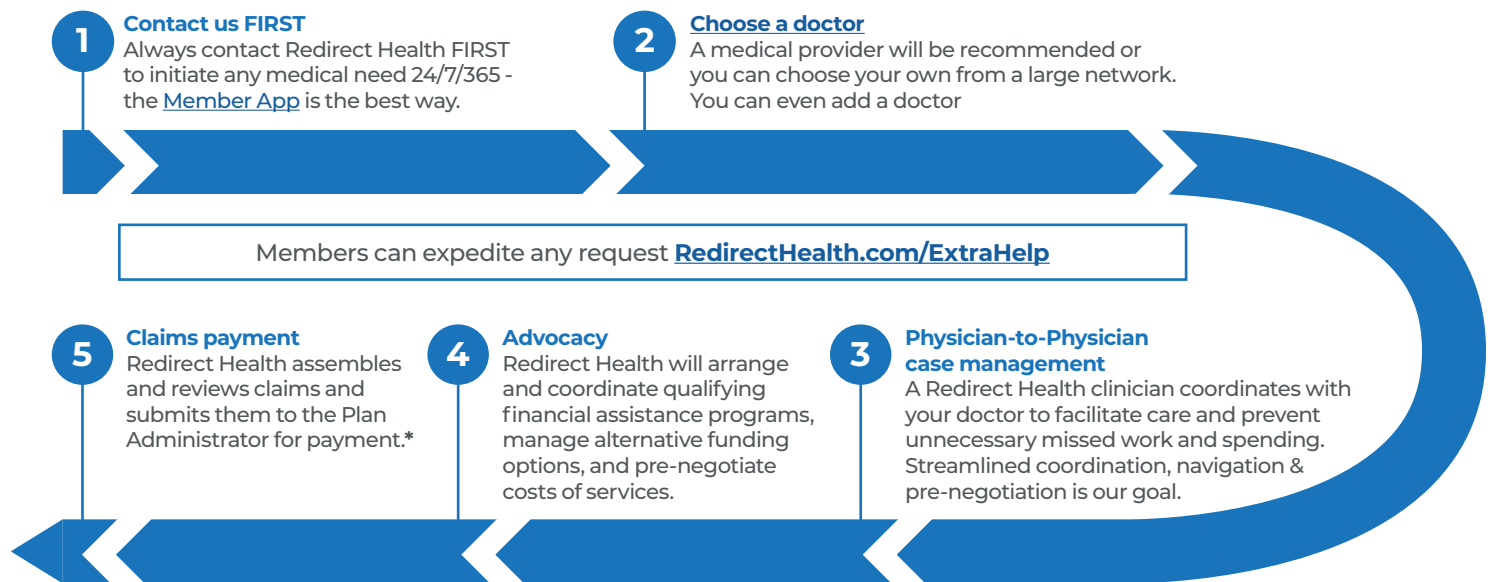 1
Contact us FIRST
Always contact Redirect Health FIRST
to initiate any medical need 24/7/365 -
the Member App is the best way.
2
Choose a doctor
A medical provider will be recommended or
you can choose your own from a large network.
You can even add a doctor
Members can expedite any request RedirectHealth.com/ExtraHelp
3
Physician-to-Physician
case management
A Redirect Health clinician coordinates with
your doctor to facilitate care and prevent
unnecessary missed work and spending.
Streamlined coordination, navigation &
pre-negotiation is our goal.
4
Advocacy
Redirect Health will arrange
and coordinate qualifying
financial assistance programs,
manage alternative funding
options, and pre-negotiate
costs of services.
5
Claims payment
Redirect Health assembles
and reviews claims and
submits them to the Plan
Administrator for payment.*